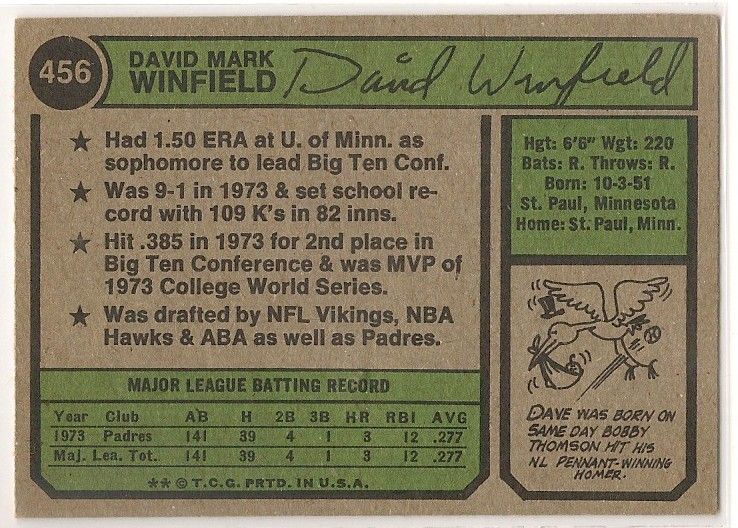 456
DAVID MARK
WINFIELD
David Winfield
★ Had 1.50 ERA at U. of Minn. as
sophomore to lead Big Ten Conf.
★ Was 9-1 in 1973 & set school re-
cord with 109 K's in 82 inns.
★ Hit .385 in 1973 for 2nd place in
Big Ten Conference & was MVP of
1973 College World Series.
★ Was drafted by NFL Vikings, NBA
Hawks & ABA as well as Padres.
Hgt: 6'6" Wgt: 220
Bats: R. Throws: R.
Born: 10-3-51
St. Paul, Minnesota
Home: St. Paul, Minn.
DAVE WAS BORN ON
SAME DAY BOBBY
THOMSON HIT HIS
NL PENNANT-WINNING
HOMER.
MAJOR LEAGUE BATTING RECORD
Year Club AB H 2B 3B HR RBI AVG
1973 Padres 141 39 4 1 3 12 .277
Maj. Lea. Tot. 141 39 4 1 3 12 .277
** © T.C.G. PRTD. IN U.S.A.